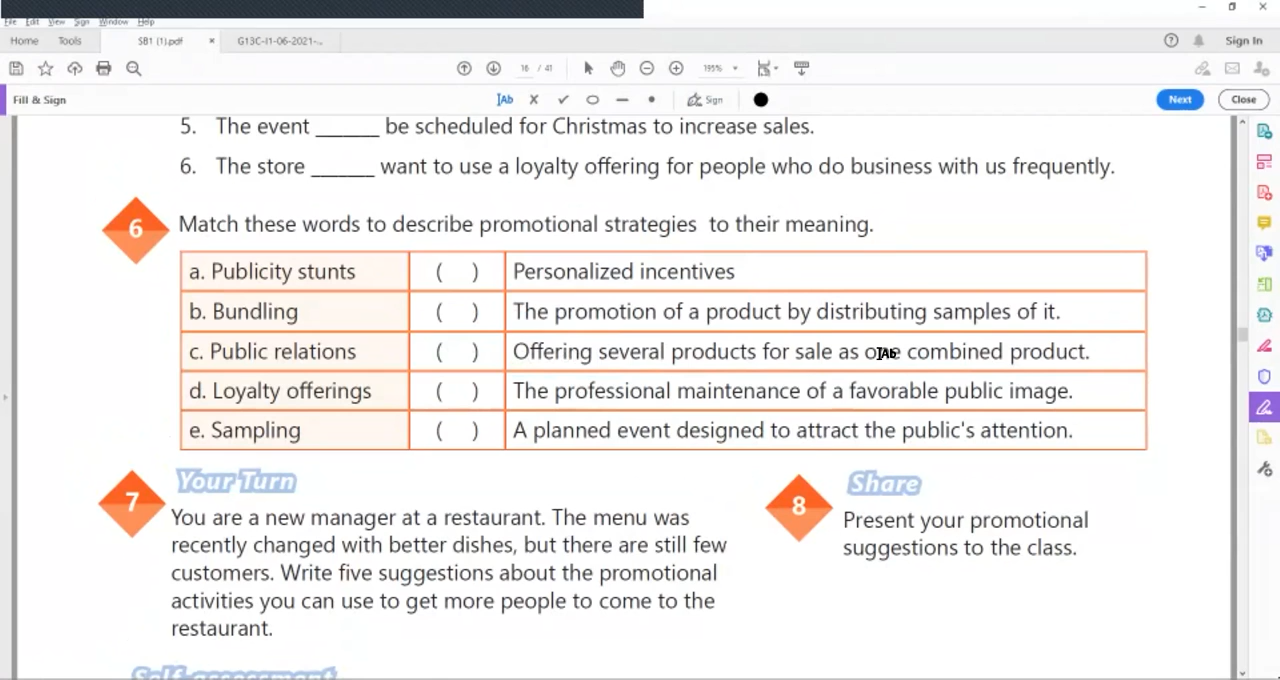 File Edit View Sign Window Help
Home Tools SB1 (1).pdf × G13C-I1-06-2021-... Sign In
16 / 41 195%
Fill & Sign Ab Sign Next Close
5. The event _______ be scheduled for Christmas to increase sales.
6. The store _______ want to use a loyalty offering for people who do business with us frequently.
6 Match these words to describe promotional strategies to their meaning.
a. Publicity stunts ( ) Personalized incentives
b. Bundling ( ) The promotion of a product by distributing samples of it.
c. Public relations ( ) Offering several products for sale as one combined product.
d. Loyalty offerings ( ) The professional maintenance of a favorable public image.
e. Sampling ( ) A planned event designed to attract the public's attention.
7 Your Turn
You are a new manager at a restaurant. The menu was
recently changed with better dishes, but there are still few
customers. Write five suggestions about the promotional
activities you can use to get more people to come to the
restaurant.
8 Share
Present your promotional
suggestions to the class.
Self-assessment